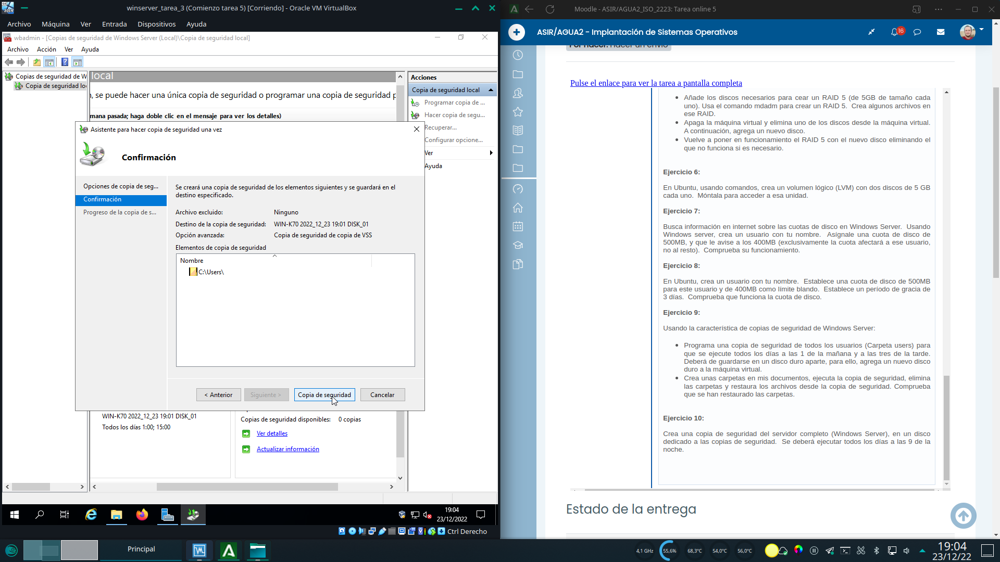 winserver_tarea_3 (Comienzo tarea 5) [Corriendo] - Oracle VM VirtualBox
Archivo Máquina Ver Entrada Dispositivos Ayuda
wbadmin - [Copias de seguridad de Windows Server (Local)\Copia de seguridad local]
Archivo Acción Ver Ayuda
Copias de seguridad de W
Copia de seguridad lo
local
, se puede hacer una única copia de seguridad o programar una copia de seguridad p
mana pasada; haga doble clic en el mensaje para ver los detalles)
Acciones
Copia de seguridad local
Programar copia de ...
Hacer copia de segu...
Recuperar...
Configurar opcione...
Ver
Ayuda
Asistente para hacer copia de seguridad una vez
Confirmación
Opciones de copia de seg...
Confirmación
Progreso de la copia de s...
Se creará una copia de seguridad de los elementos siguientes y se guardará en el
destino especificado.
Archivo excluido: Ninguno
Destino de la copia de seguridad: WIN-K70 2022_12_23 19:01 DISK_01
Opción avanzada: Copia de seguridad de copia de VSS
Elementos de copia de seguridad
Nombre
C:\Users\
< Anterior Siguiente > Copia de seguridad Cancelar
WIN-K70 2022_12_23 19:01 DISK_01
Todos los días 1:00; 15:00
Copias de seguridad disponibles: 0 copias
Ver detalles
Actualizar información
19:04
23/12/2022
Ctrl Derecho
Moodle - ASIR/AGUA2_ISO_2223: Tarea online 5
ASIR/AGUA2 - Implantación de Sistemas Operativos
16
Por hacer: Hacer un envío
Pulse el enlace para ver la tarea a pantalla completa
Añade los discos necesarios para cear un RAID 5 (de 5GB de tamaño cada
uno). Usa el comando mdadm para crear un RAID 5. Crea algunos archivos en
ese RAID.
Apaga la máquina virtual y elimina uno de los discos desde la máquina virtual.
A continuación, agrega un nuevo disco.
Vuelve a poner en funcionamiento el RAID 5 con el nuevo disco eliminando el
que no funciona si es necesario.
Ejercicio 6:
En Ubuntu, usando comandos, crea un volumen lógico (LVM) con dos discos de 5 GB
cada uno. Móntala para acceder a esa unidad.
Ejercicio 7:
Busca información en internet sobre las cuotas de disco en Windows Server. Usando
Windows server, crea un usuario con tu nombre. Asígnale una cuota de disco de
500MB, y que le avise a los 400MB (exclusivamente la cuota afectará a ese usuario,
no al resto). Comprueba su funcionamiento.
Ejercicio 8:
En Ubuntu, crea un usuario con tu nombre. Establece una cuota de disco de 500MB
para este usuario y de 400MB como límite blando. Establece un período de gracia de
3 días. Comprueba que funciona la cuota de disco.
Ejercicio 9:
Usando la característica de copias de seguridad de Windows Server:
Programa una copia de seguridad de todos los usuarios (Carpeta users) para
que se ejecute todos los días a las 1 de la mañana y a las tres de la tarde.
Deberá de guardarse en un disco duro aparte, para ello, agrega un nuevo disco
duro a la máquina virtual.
Crea unas carpetas en mis documentos, ejecuta la copia de seguridad, elimina
las carpetas y restaura los archivos desde la copia de seguridad. Comprueba
que se han restaurado las carpetas.
Ejercicio 10:
Crea una copia de seguridad del servidor completo (Windows Server), en un disco
dedicado a las copias de seguridad. Se deberá ejecutar todos los días a las 9 de la
noche.
Estado de la entrega
Principal
4,1 GHz 55,6% 68,3°C 54,0°C 56,0°C
19:04
23/12/22